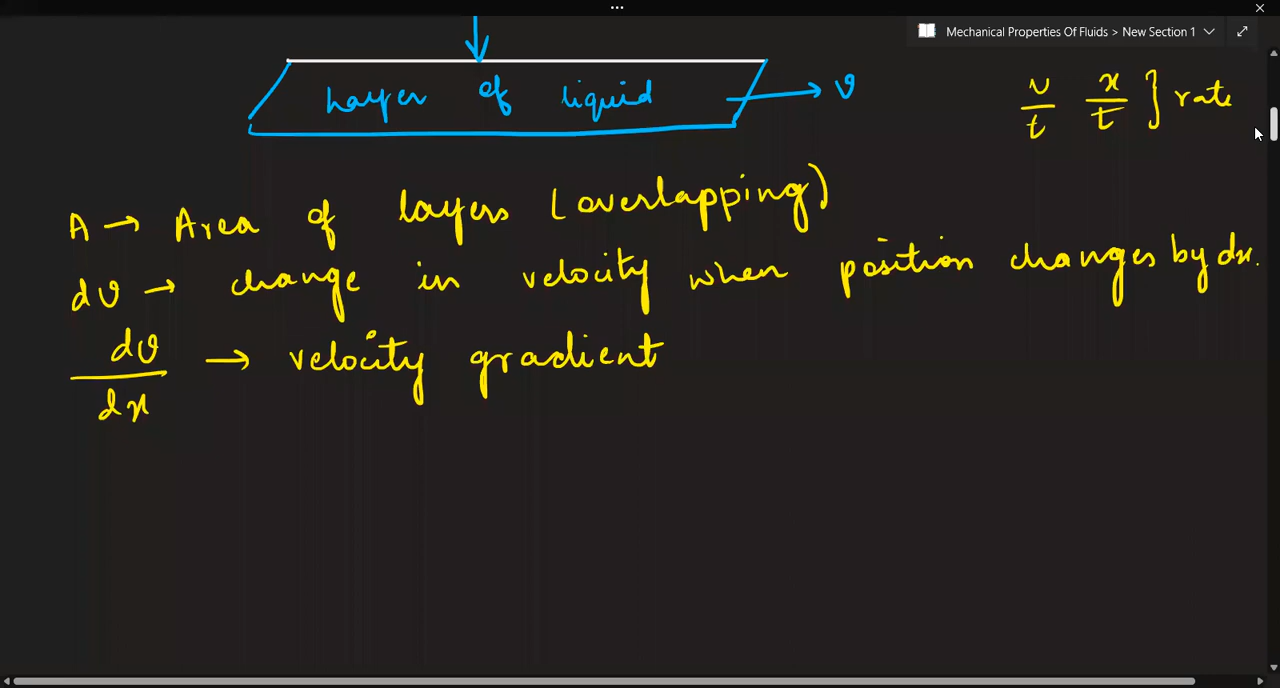 ...
Mechanical Properties Of Fluids > New Section 1
Layer of liquid → v
v/t x/t } rate
A → Area of layers (overlapping)
dv → change in velocity when position changes by dx.
dv/dx → velocity gradient